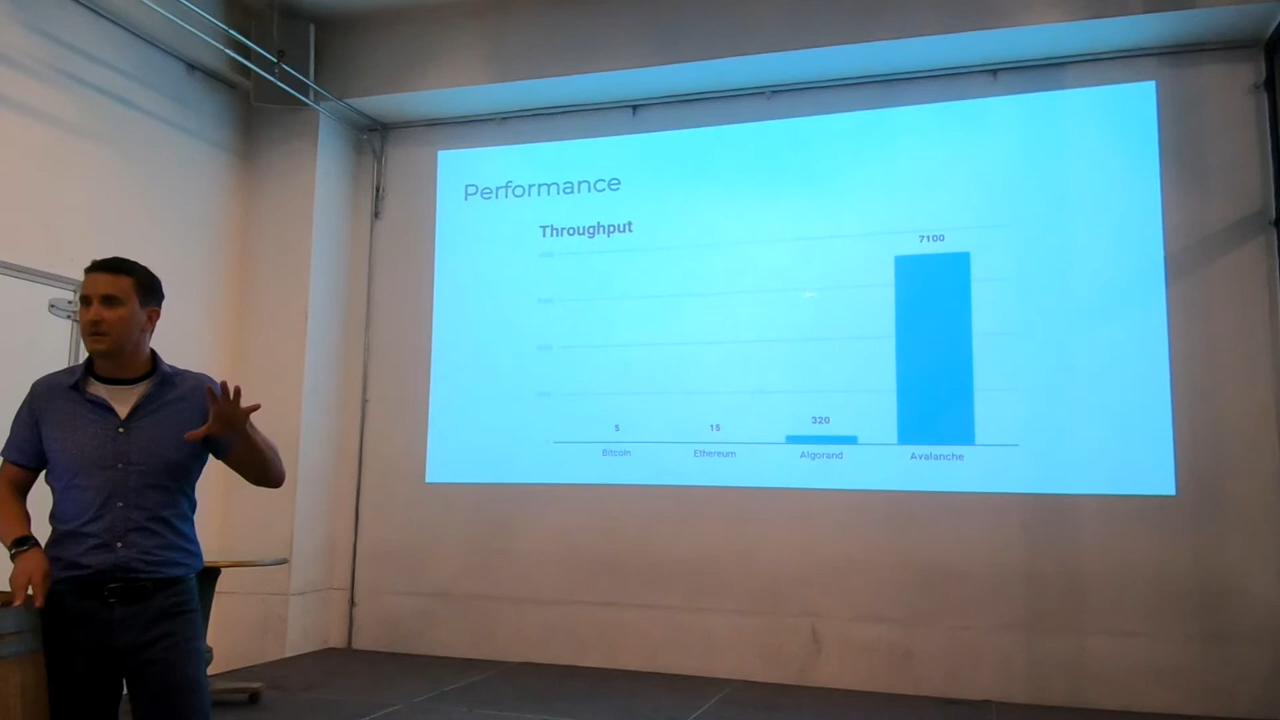 Performance
Throughput
7100
320
5
15
Bitcoin
Ethereum
Algorand
Avalanche